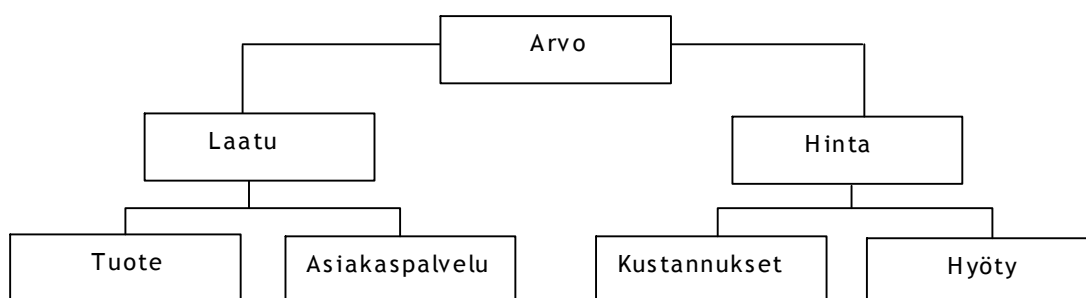 Arvo
Laatu
Hinta
Tuote
Asiakaspalvelu
Kustannukset
Hyöty